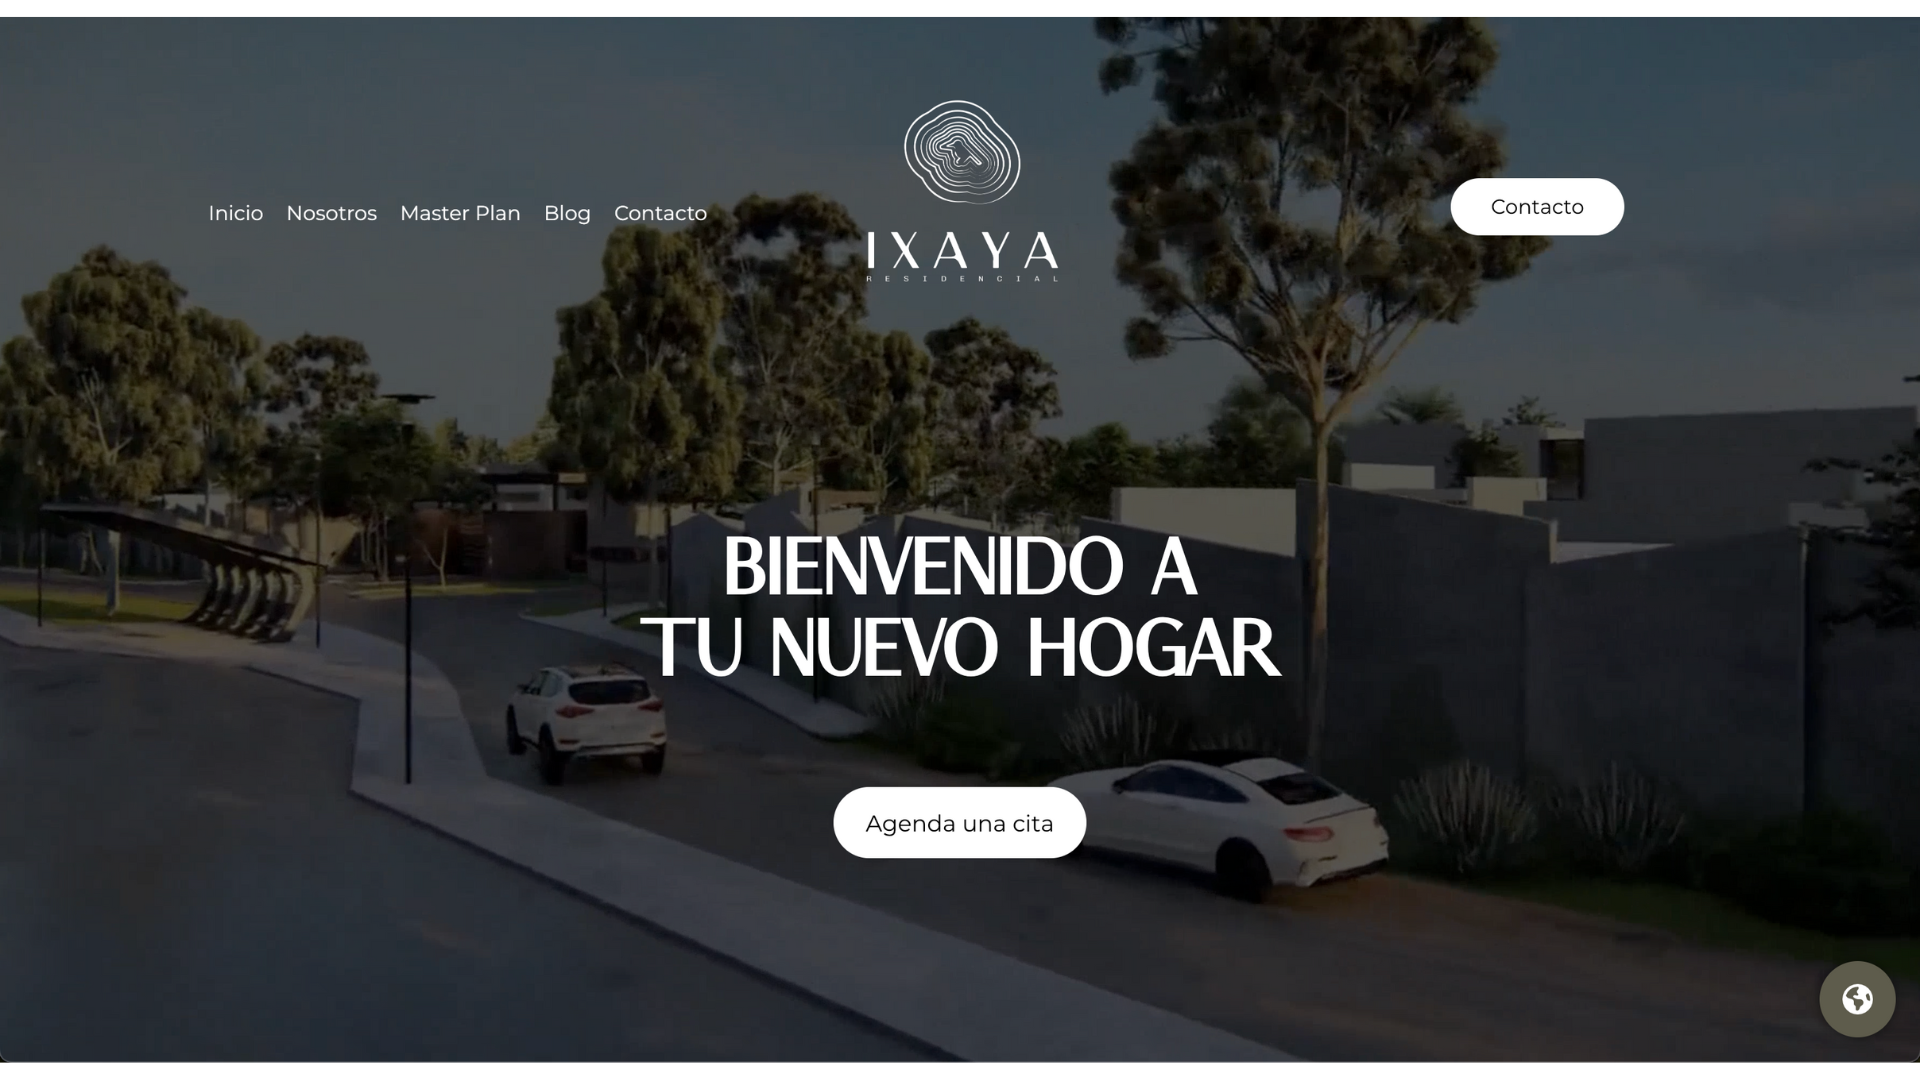 Inicio Nosotros Master Plan Blog Contacto
IXAYA
RESIDENCIAL
Contacto
BIENVENIDO A
TU NUEVO HOGAR
Agenda una cita